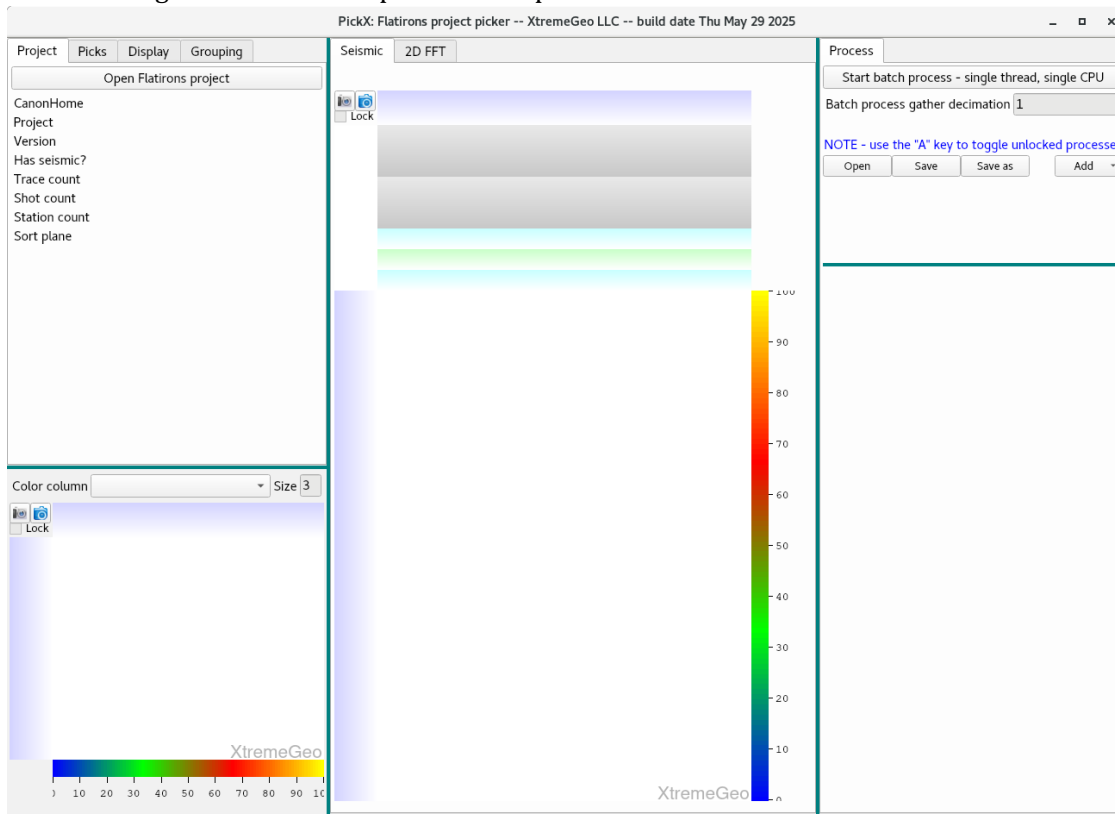 PickX: Flatirons project picker -- XtremeGeo LLC -- build date Thu May 29 2025
Project Picks Display Grouping
Open Flatirons project
CanonHome
Project
Version
Has seismic?
Trace count
Shot count
Station count
Sort plane
Color column Size 3
Lock
XtremeGeo
10 20 30 40 50 60 70 80 90
Seismic 2D FFT
Lock
100
90
80
70
60
50
40
30
20
10
0
XtremeGeo
Process
Start batch process - single thread, single CPU
Batch process gather decimation 1
NOTE - use the "A" key to toggle unlocked processe
Open Save Save as Add